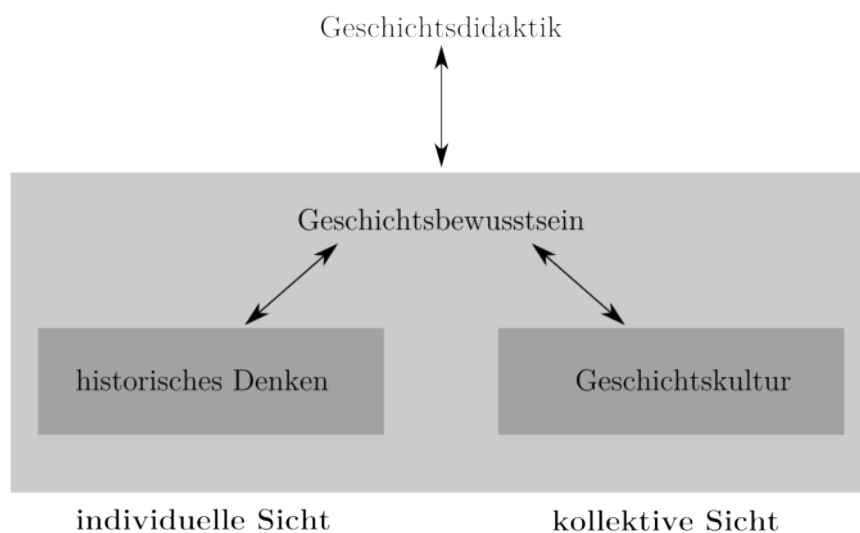 Geschichtsdidaktik
Geschichtsbewusstsein
historisches Denken
Geschichtskultur
individuelle Sicht
kollektive Sicht